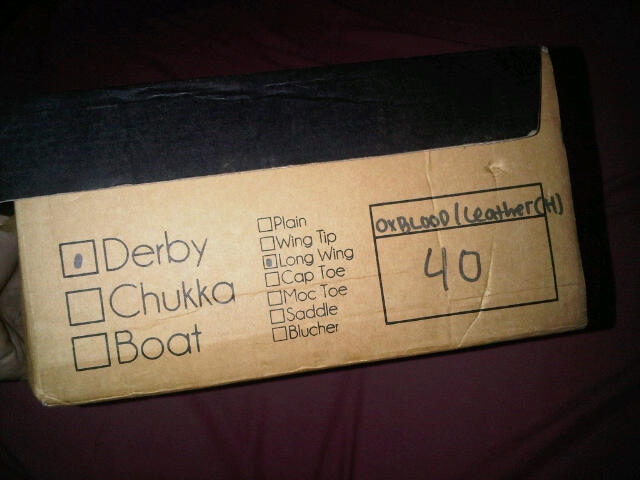 Derby
Chukka
Boat
Plain
Wing Tip
Long Wing
Cap Toe
Moc Toe
Saddle
Blucher
OXBLOOD/Leather(H)
40